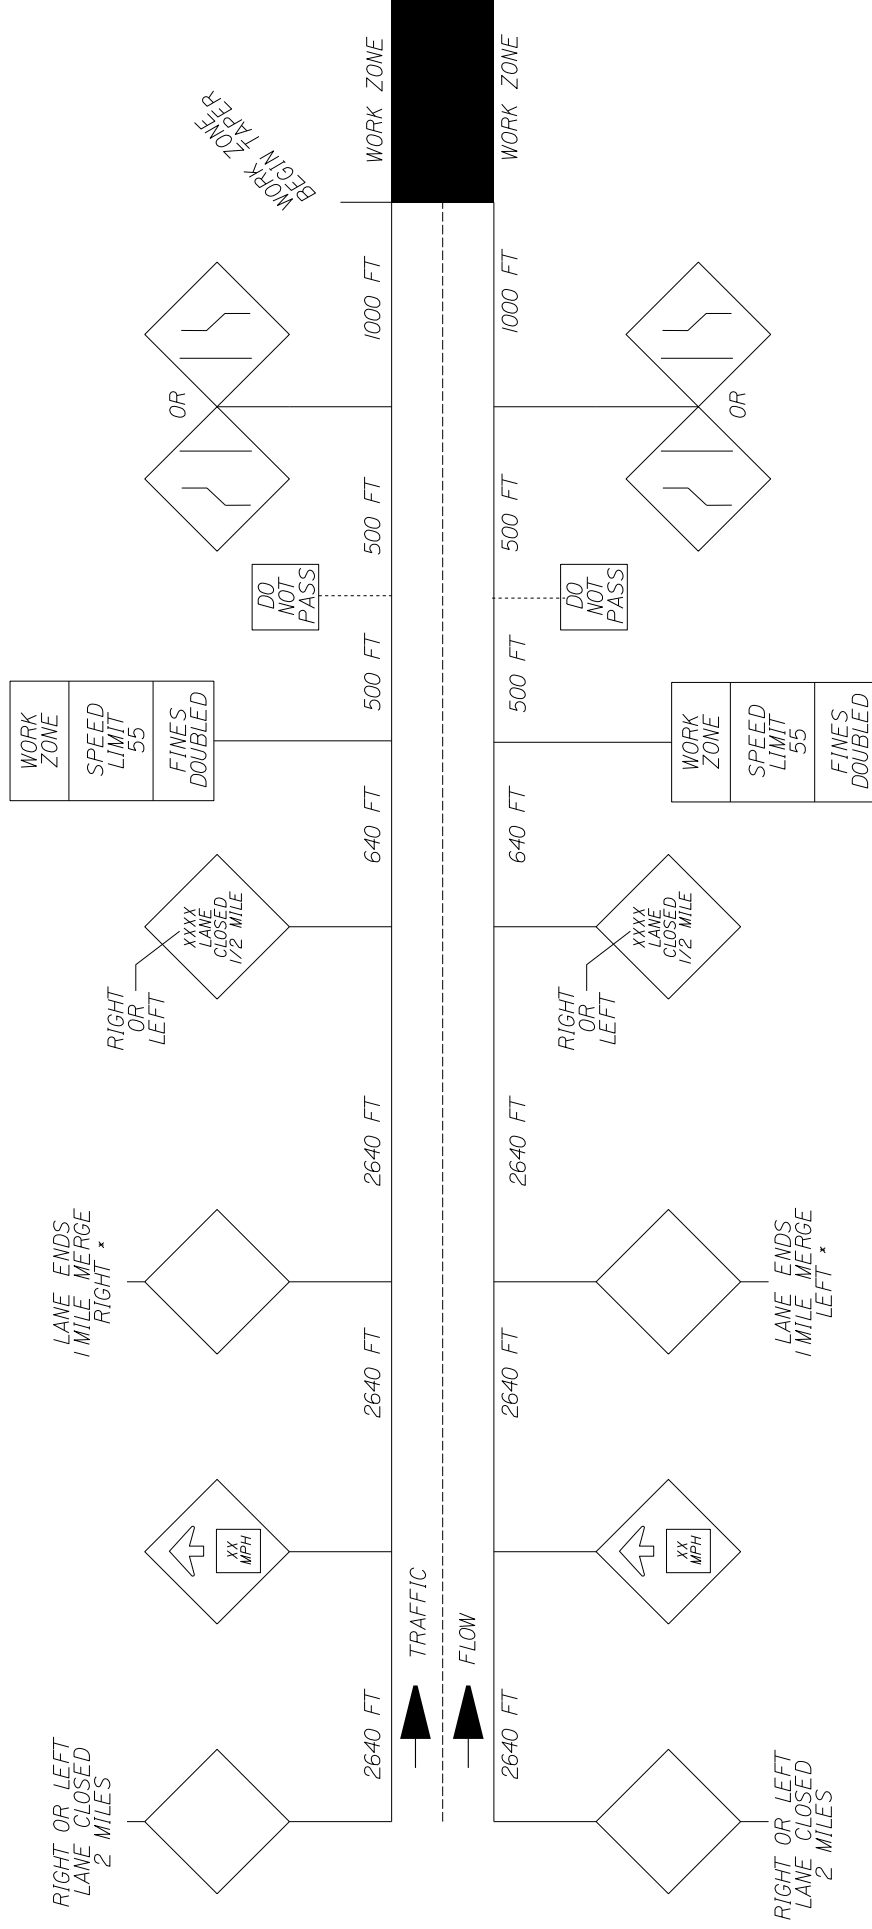 WORK ZONE
BEGIN TAPER
WORK ZONE
WORK ZONE
1000 FT
1000 FT
OR
OR
500 FT
500 FT
DO
NOT
PASS
DO
NOT
PASS
500 FT
500 FT
WORK
ZONE
SPEED
LIMIT
55
FINES
DOUBLED
WORK
ZONE
SPEED
LIMIT
55
FINES
DOUBLED
640 FT
640 FT
XXXX
LANE
CLOSED
1/2 MILE
RIGHT
OR
LEFT
XXXX
LANE
CLOSED
1/2 MILE
RIGHT
OR
LEFT
2640 FT
2640 FT
LANE ENDS
1 MILE MERGE
RIGHT *
LANE ENDS
1 MILE MERGE
LEFT *
2640 FT
2640 FT
XX
MPH
XX
MPH
TRAFFIC
FLOW
2640 FT
2640 FT
RIGHT OR LEFT
LANE CLOSED
2 MILES
RIGHT OR LEFT
LANE CLOSED
2 MILES